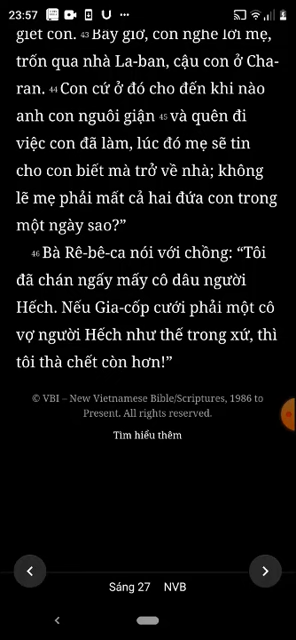 23:57
giết con. 43 Bây giờ, con nghe lời mẹ,
trốn qua nhà La-ban, cậu con ở Cha-
ran. 44 Con cứ ở đó cho đến khi nào
anh con nguôi giận 45 và quên đi
việc con đã làm, lúc đó mẹ sẽ tin
cho con biết mà trở về nhà; không
lẽ mẹ phải mất cả hai đứa con trong
một ngày sao?”
46 Bà Rê-bê-ca nói với chồng: “Tôi
đã chán ngấy mấy cô dâu người
Hếch. Nếu Gia-cốp cưới phải một cô
vợ người Hếch như thế trong xứ, thì
tôi thà chết còn hơn!”
© VBI – New Vietnamese Bible/Scriptures, 1986 to
Present. All rights reserved.
Tìm hiểu thêm
Sáng 27 NVB